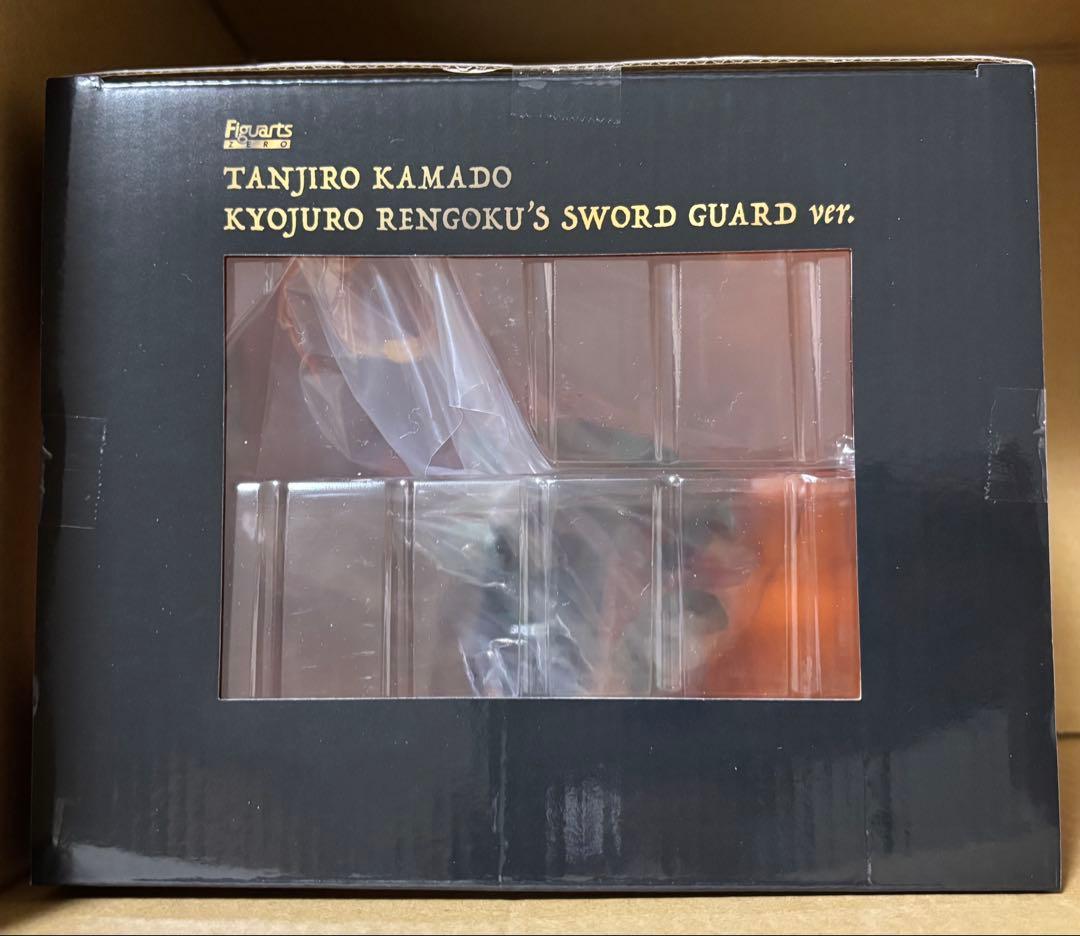 Figuarts
ZERO
TANJIRO KAMADO
KYOJURO RENGOKU'S SWORD GUARD ver.